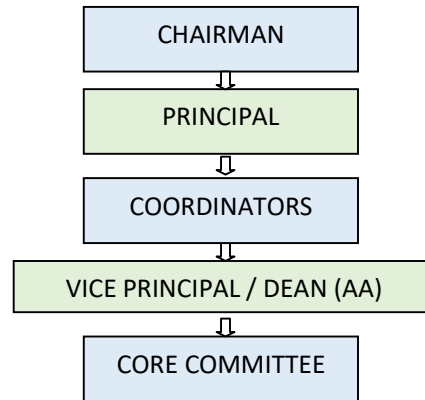 CHAIRMAN
PRINCIPAL
COORDINATORS
VICE PRINCIPAL / DEAN (AA)
CORE COMMITTEE